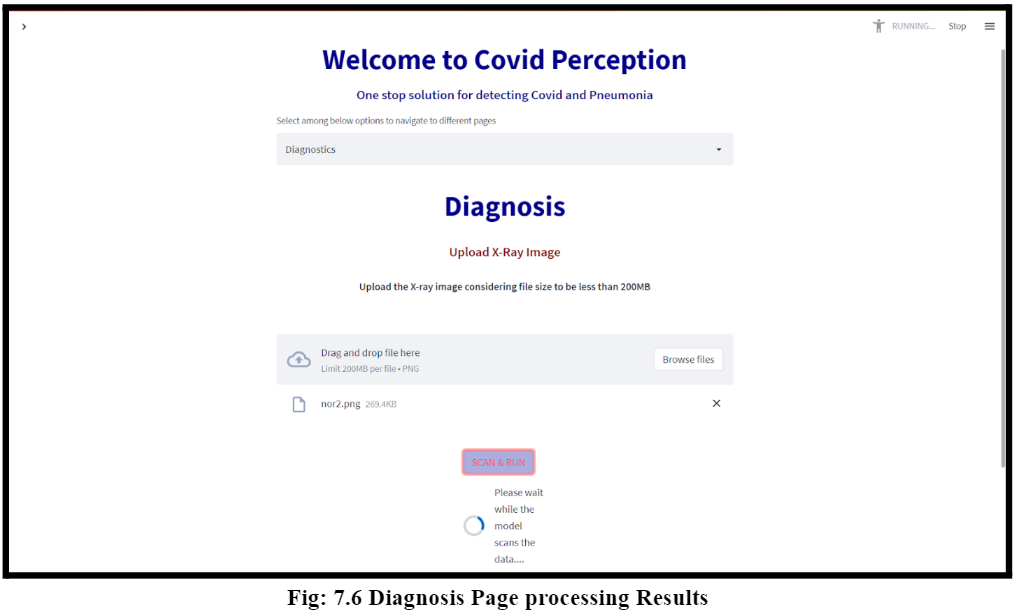 RUNNING... Stop
Welcome to Covid Perception
One stop solution for detecting Covid and Pneumonia
Select among below options to navigate to different pages
Diagnostics
Diagnosis
Upload X-Ray Image
Upload the X-ray image considering file size to be less than 200MB
Drag and drop file here
Limit 200MB per file • PNG
Browse files
nor2.png 269.4KB
SCAN & RUN
Please wait
while the
model
scans the
data....
Fig: 7.6 Diagnosis Page processing Results